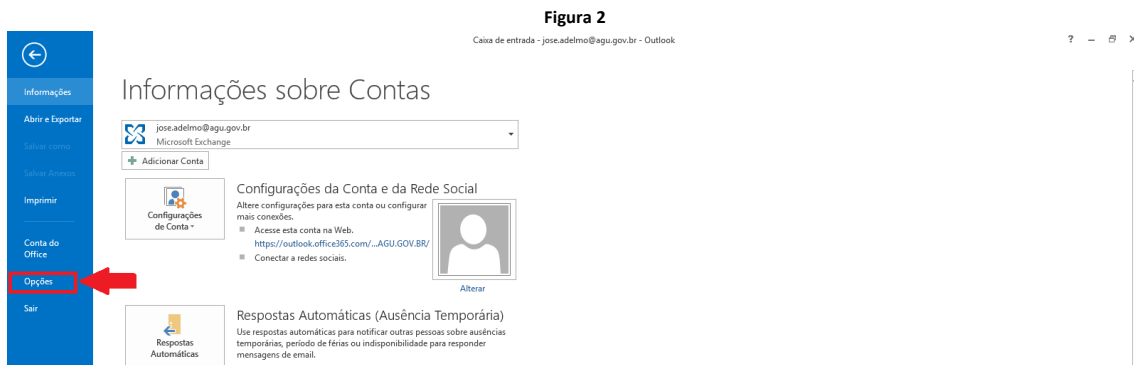 Figura 2
Caixa de entrada - jose.adelmo@agu.gov.br - Outlook
?
Informações
Abrir e Exportar
Salvar como
Salvar Anexos
Imprimir
Conta do
Office
Opções
Sair
Informações sobre Contas
jose.adelmo@agu.gov.br
Microsoft Exchange
Adicionar Conta
Configurações
de Conta
Configurações da Conta e da Rede Social
Altere configurações para esta conta ou configurar
mais conexões.
Acesse esta conta na Web.
https://outlook.office365.com/...AGU.GOV.BR/
Conectar a redes sociais.
Alterar
Respostas
Automáticas
Respostas Automáticas (Ausência Temporária)
Use respostas automáticas para notificar outras pessoas sobre ausências
temporárias, período de férias ou indisponibilidade para responder
mensagens de email.